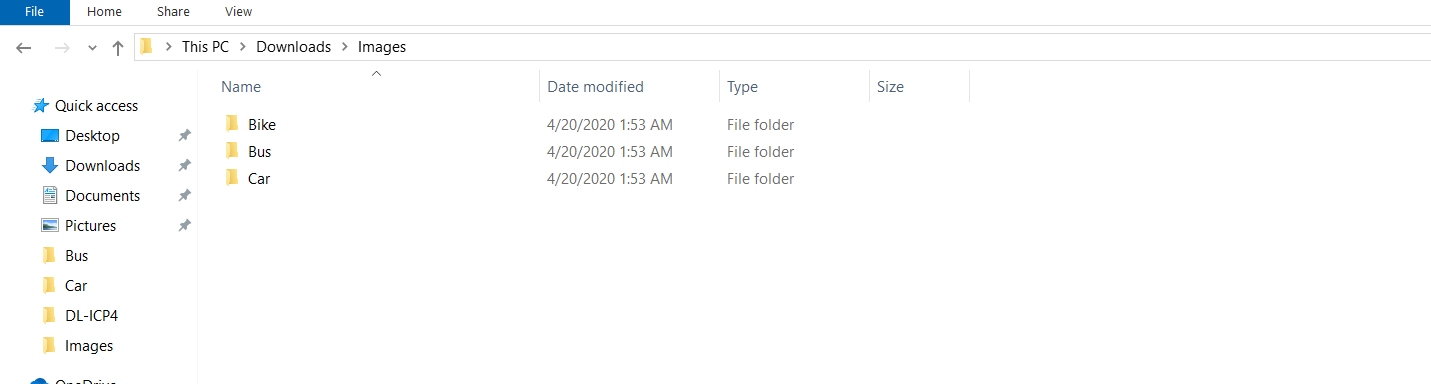 File Home Share View
This PC Downloads Images
Name Date modified Type Size
Quick access
Desktop
Downloads
Documents
Pictures
Bus
Car
DL-ICP4
Images
OneDrive
Bike 4/20/2020 1:53 AM File folder
Bus 4/20/2020 1:53 AM File folder
Car 4/20/2020 1:53 AM File folder